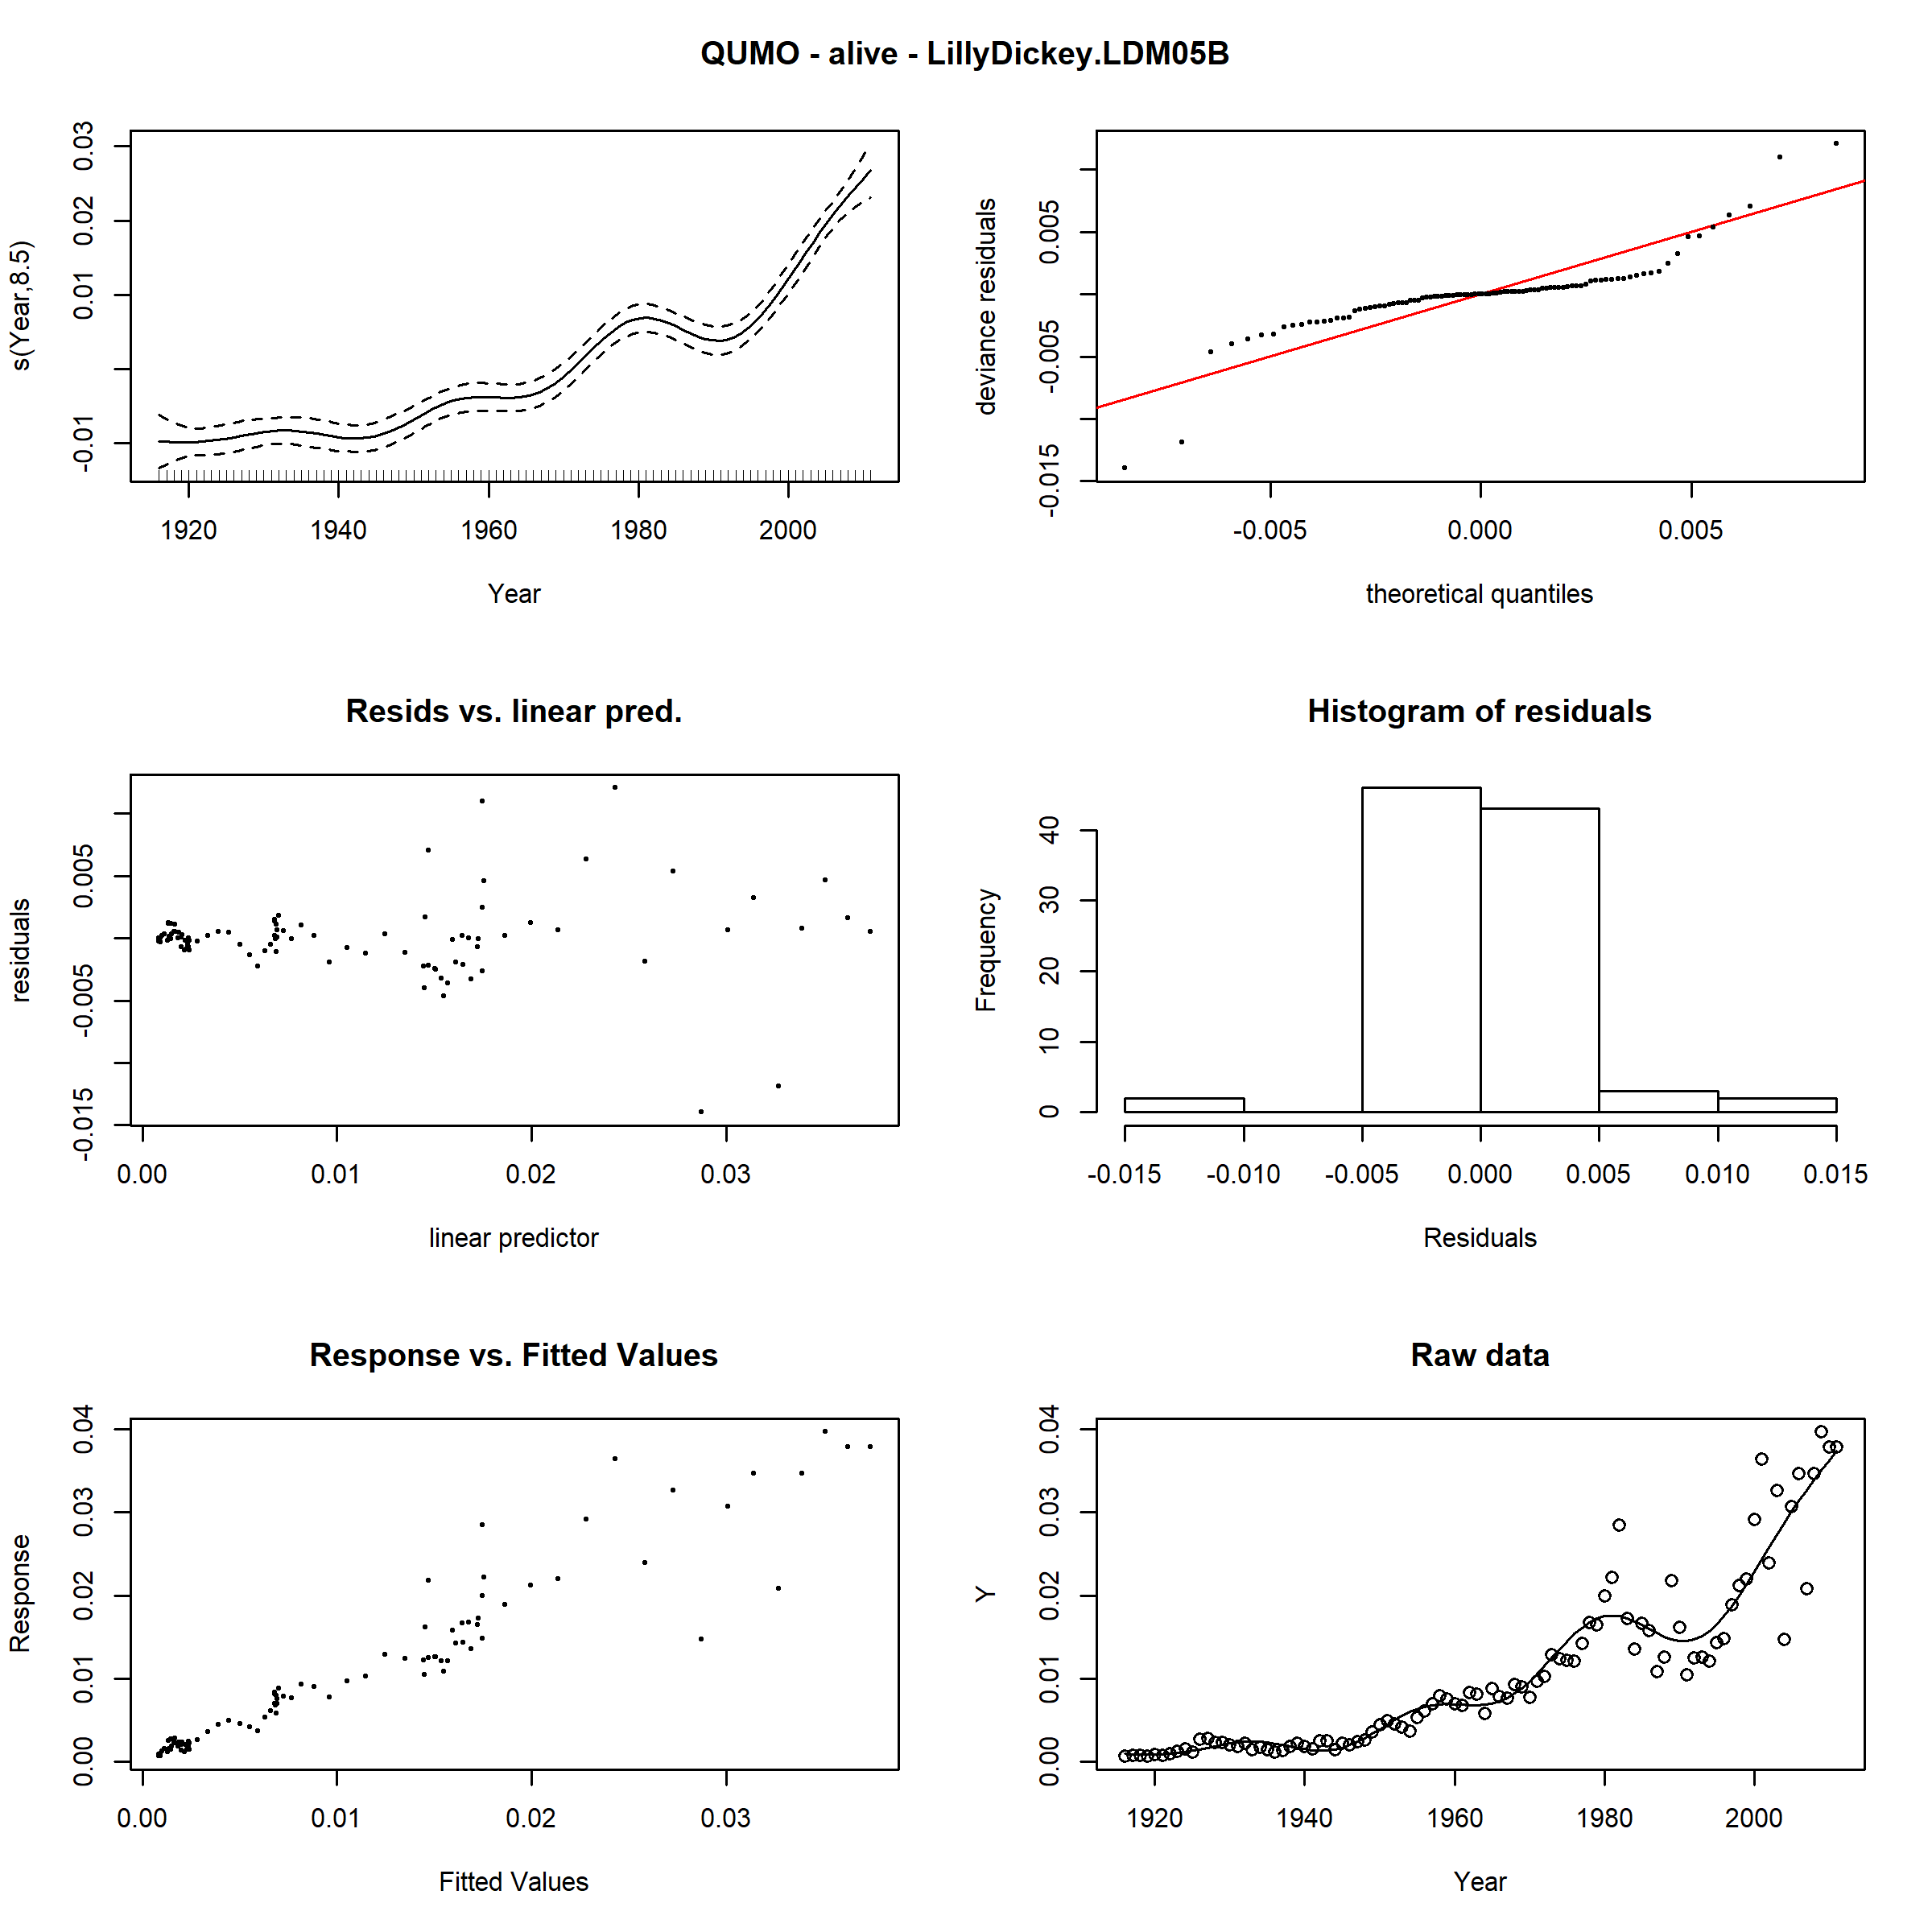 QUMO - alive - LillyDickey.LDM05B
s(Year,8.5)
-0.01 0.01 0.02 0.03
1920 1940 1960 1980 2000
Year
deviance residuals
-0.015 -0.005 0.005
-0.005 0.000 0.005
theoretical quantiles
Resids vs. linear pred.
residuals
-0.015 -0.005 0.005
0.00 0.01 0.02 0.03
linear predictor
Histogram of residuals
Frequency
0 10 20 30 40
-0.015 -0.010 -0.005 0.000 0.005 0.010 0.015
Residuals
Response vs. Fitted Values
Response
0.00 0.01 0.02 0.03 0.04
0.00 0.01 0.02 0.03
Fitted Values
Raw data
Y
0.00 0.01 0.02 0.03 0.04
1920 1940 1960 1980 2000
Year